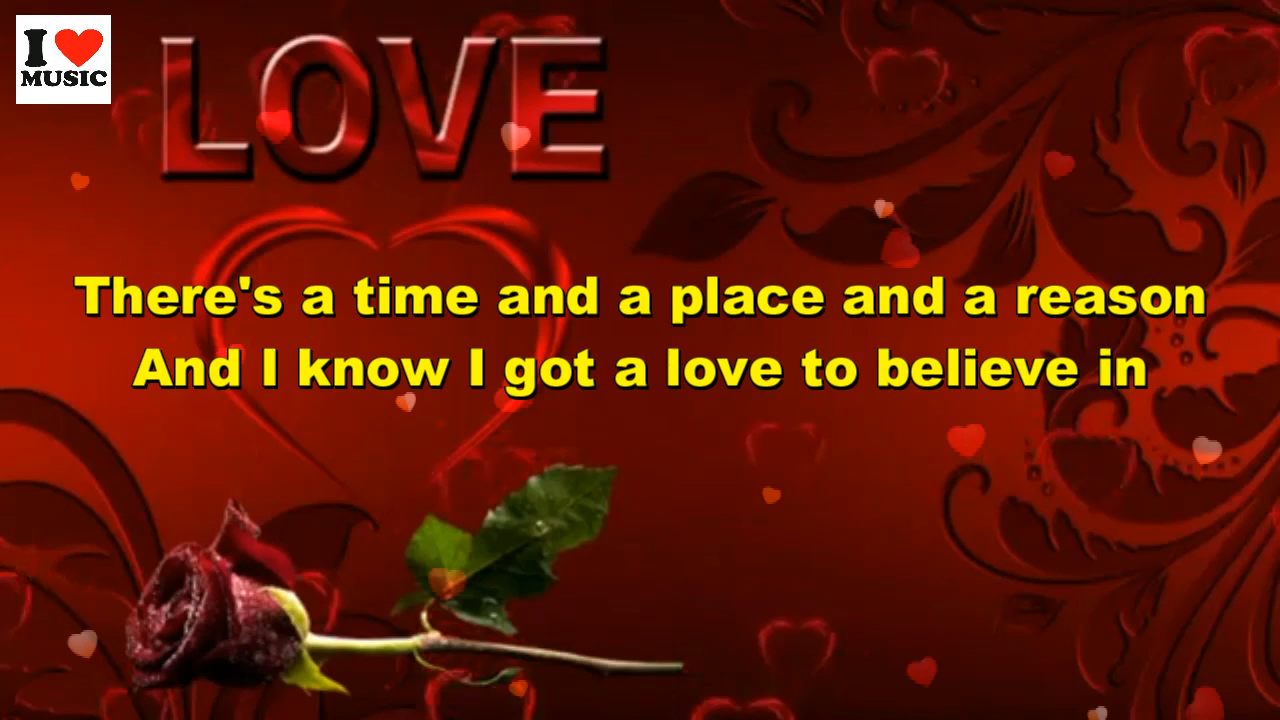 I ❤ MUSIC
LOVE
There's a time and a place and a reason
And I know I got a love to believe in